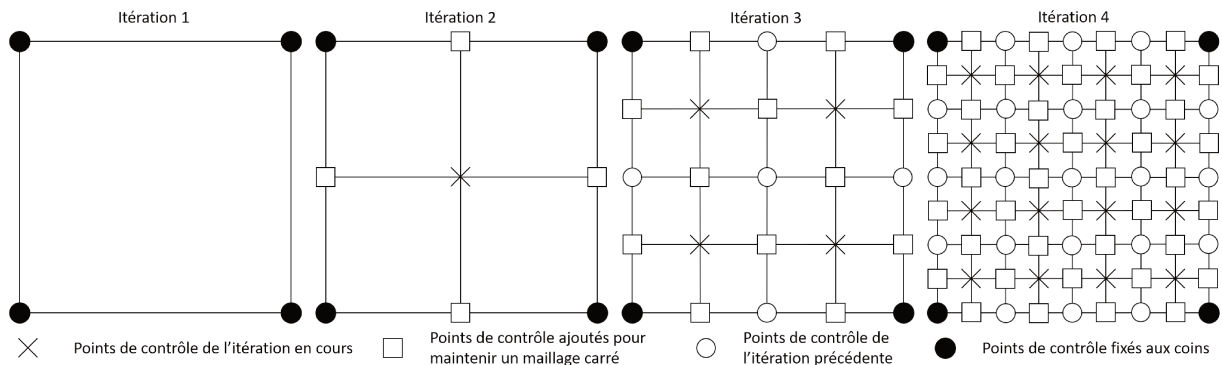 Itération 1
Itération 2
Itération 3
Itération 4
Points de contrôle de l'itération en cours
Points de contrôle ajoutés pour
maintenir un maillage carré
Points de contrôle de
l'itération précédente
Points de contrôle fixés aux coins